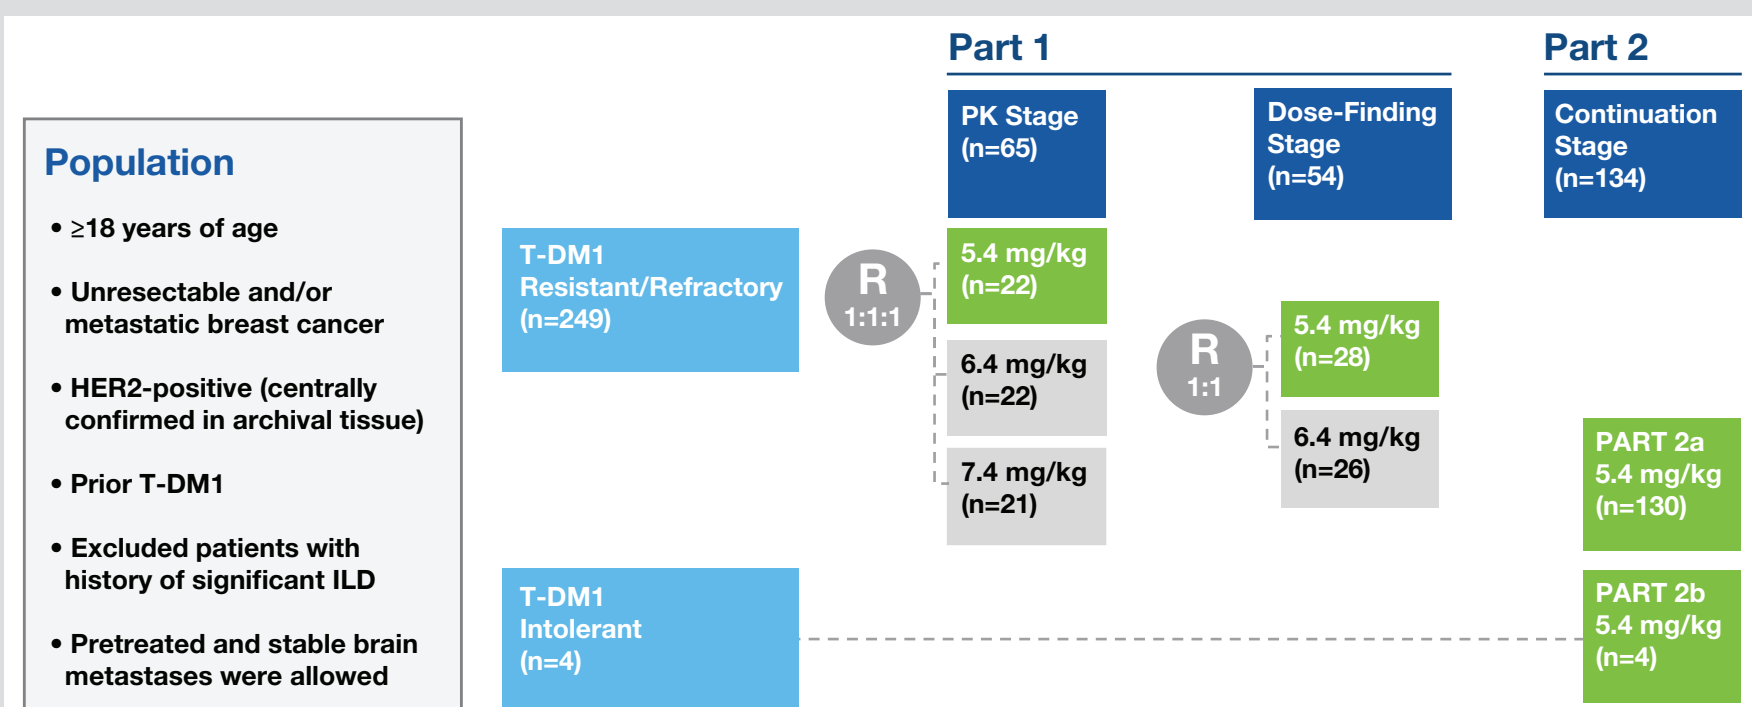 Part 1
Part 2
PK Stage
(n=65)
Dose-Finding
Stage
(n=54)
Continuation
Stage
(n=134)
Population
• ≥18 years of age
• Unresectable and/or
metastatic breast cancer
• HER2-positive (centrally
confirmed in archival tissue)
• Prior T-DM1
• Excluded patients with
history of significant ILD
• Pretreated and stable brain
metastases were allowed
T-DM1
Resistant/Refractory
(n=249)
R
1:1:1
5.4 mg/kg
(n=22)
6.4 mg/kg
(n=22)
7.4 mg/kg
(n=21)
R
1:1
5.4 mg/kg
(n=28)
6.4 mg/kg
(n=26)
PART 2a
5.4 mg/kg
(n=130)
T-DM1
Intolerant
(n=4)
PART 2b
5.4 mg/kg
(n=4)